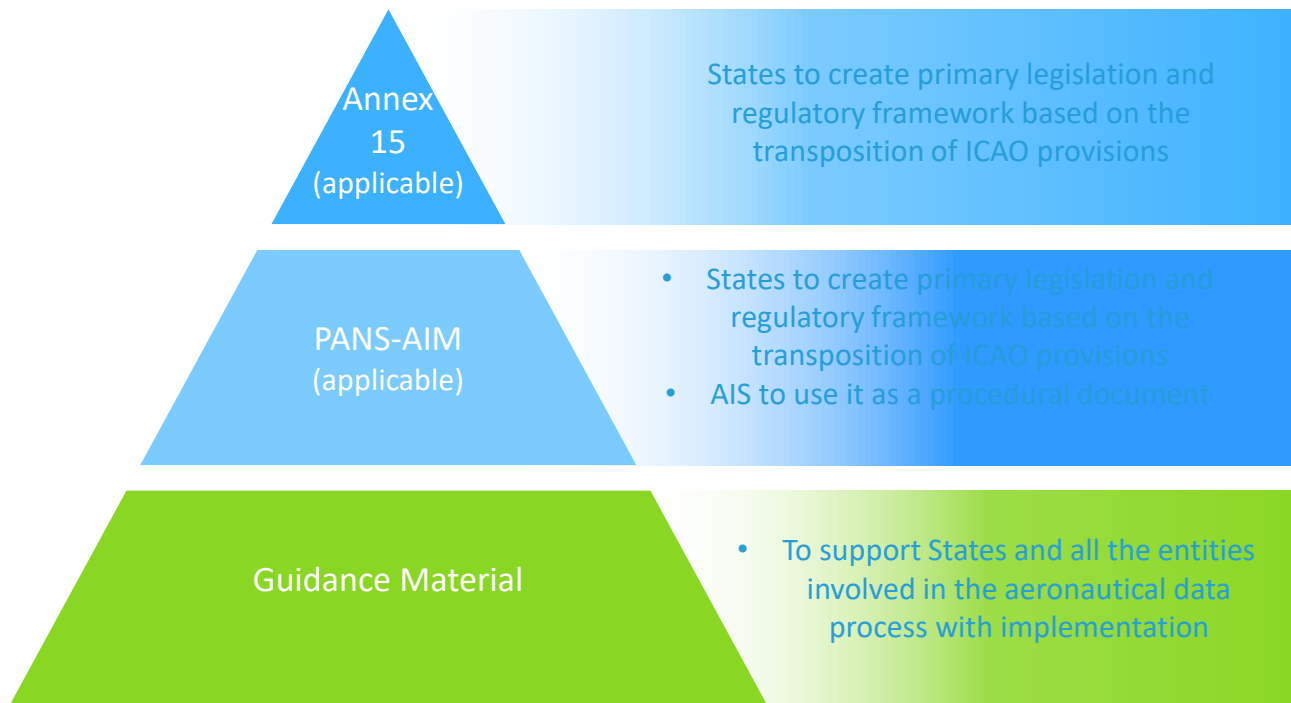 Annex
15
(applicable)
States to create primary legislation and
regulatory framework based on the
transposition of ICAO provisions
PANS-AIM
(applicable)
• States to create primary legislation and
regulatory framework based on the
transposition of ICAO provisions
• AIS to use it as a procedural document
Guidance Material
• To support States and all the entities
involved in the aeronautical data
process with implementation